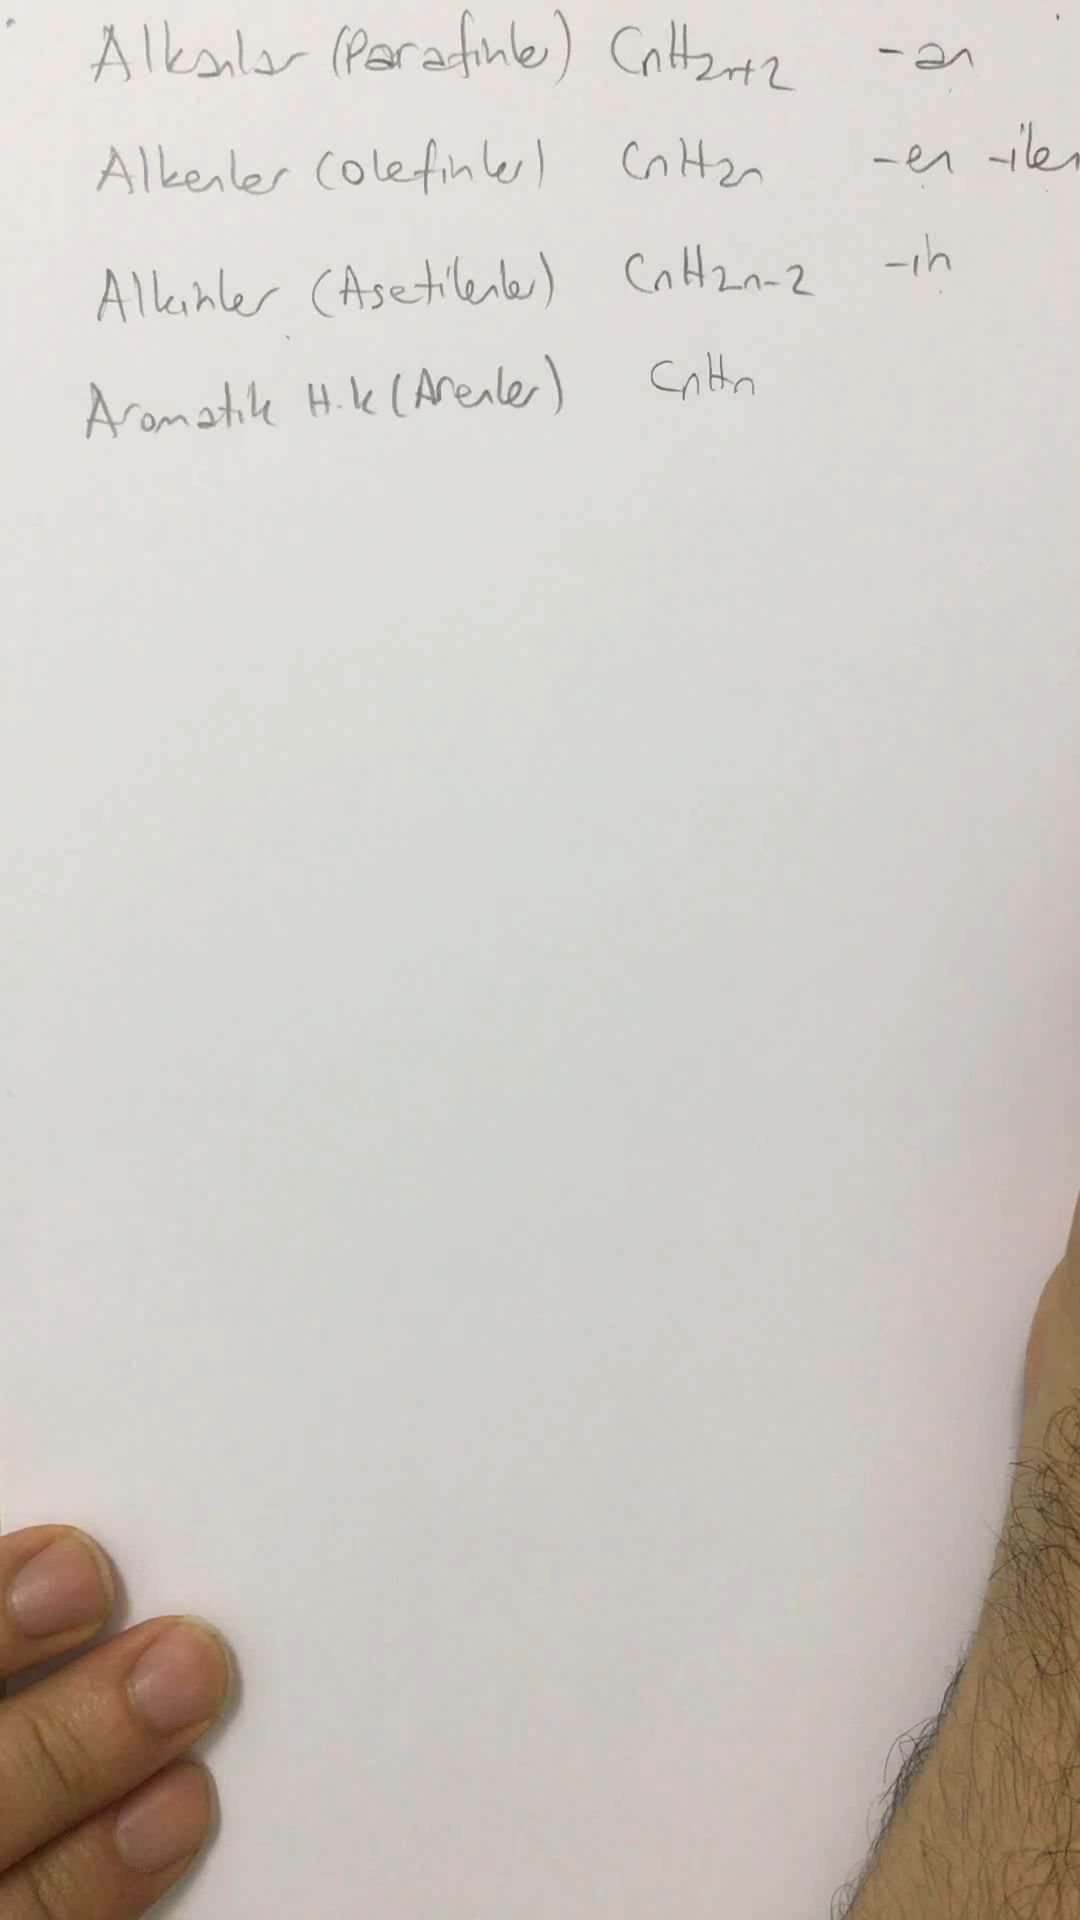 Alkanlar (Parafinler) CnH2n+2 -an
Alkenler (Olefinler) CnH2n -en -ilen
Alkinler (Asetilenler) CnH2n-2 -in
Aromatik H.k (Arenler) CnHn